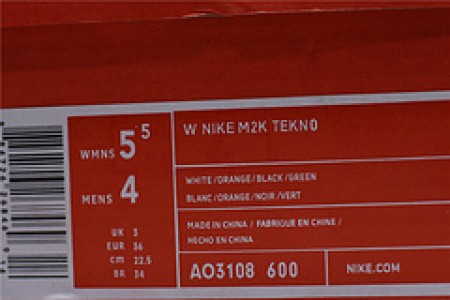 W NIKE M2K TEKNO
WMNS 5.5
MENS 4
WHITE/ORANGE/BLACK/GREEN
BLANC/ORANGE/NOIR/VERT
UK 3
EUR 36
CM 22.5
BR 34
MADE IN CHINA / FABRIQUE EN CHINE /
HECHO EN CHINA
AO3108 600
NIKE.COM